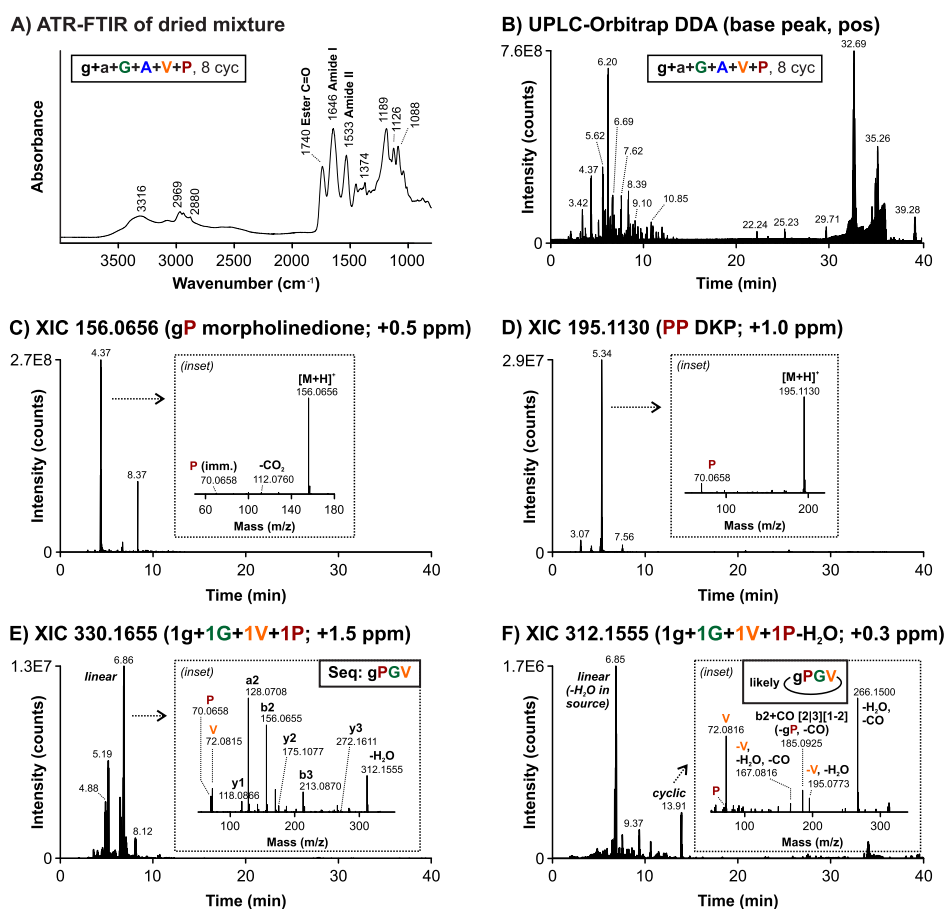 A) ATR-FTIR of dried mixture
g+a+G+A+V+P, 8 cyc
Absorbance
3316
2969
2880
1740 Ester C=O
1646 Amide I
1533 Amide II
1374
1189
1126
1088
3500
3000
2500
2000
1500
1000
Wavenumber (cm⁻¹)
B) UPLC-Orbitrap DDA (base peak, pos)
7.6E8
g+a+G+A+V+P, 8 cyc
Intensity (counts)
3.42
4.37
5.62
6.20
6.69
7.62
8.39
9.10
10.85
22.24
25.23
29.71
32.69
35.26
39.28
0
0
10
20
30
40
Time (min)
C) XIC 156.0656 (gP morpholinedione; +0.5 ppm)
2.7E8
Intensity (counts)
4.37
8.37
(inset)
[M+H]⁺
156.0656
P (imm.)
70.0658
-CO₂
112.0760
60
100
140
180
Mass (m/z)
0
0
10
20
30
40
Time (min)
D) XIC 195.1130 (PP DKP; +1.0 ppm)
2.9E7
Intensity (counts)
3.07
5.34
7.56
(inset)
[M+H]⁺
195.1130
P
70.0658
100
200
Mass (m/z)
0
0
10
20
30
40
Time (min)
E) XIC 330.1655 (1g+1G+1V+1P; +1.5 ppm)
1.3E7
Intensity (counts)
linear
6.86
5.19
4.88
8.12
(inset)
Seq: gPGV
P
70.0658
V
72.0815
a2
128.0708
b2
156.0655
y2
175.1077
y3
272.1611
-H₂O
312.1555
y1
118.0866
b3
213.0870
100
200
300
Mass (m/z)
0
0
10
20
30
40
Time (min)
F) XIC 312.1555 (1g+1G+1V+1P-H₂O; +0.3 ppm)
1.7E6
Intensity (counts)
6.85
linear
(-H₂O in
source)
9.37
cyclic
13.91
(inset)
likely gPGV
266.1500
-H₂O,
-CO
V
72.0816
b2+CO [2|3][1-2]
(-gP, -CO)
185.0925
-V,
-H₂O, -CO
167.0816
-V, -H₂O
195.0773
P
100
200
300
Mass (m/z)
0
0
10
20
30
40
Time (min)